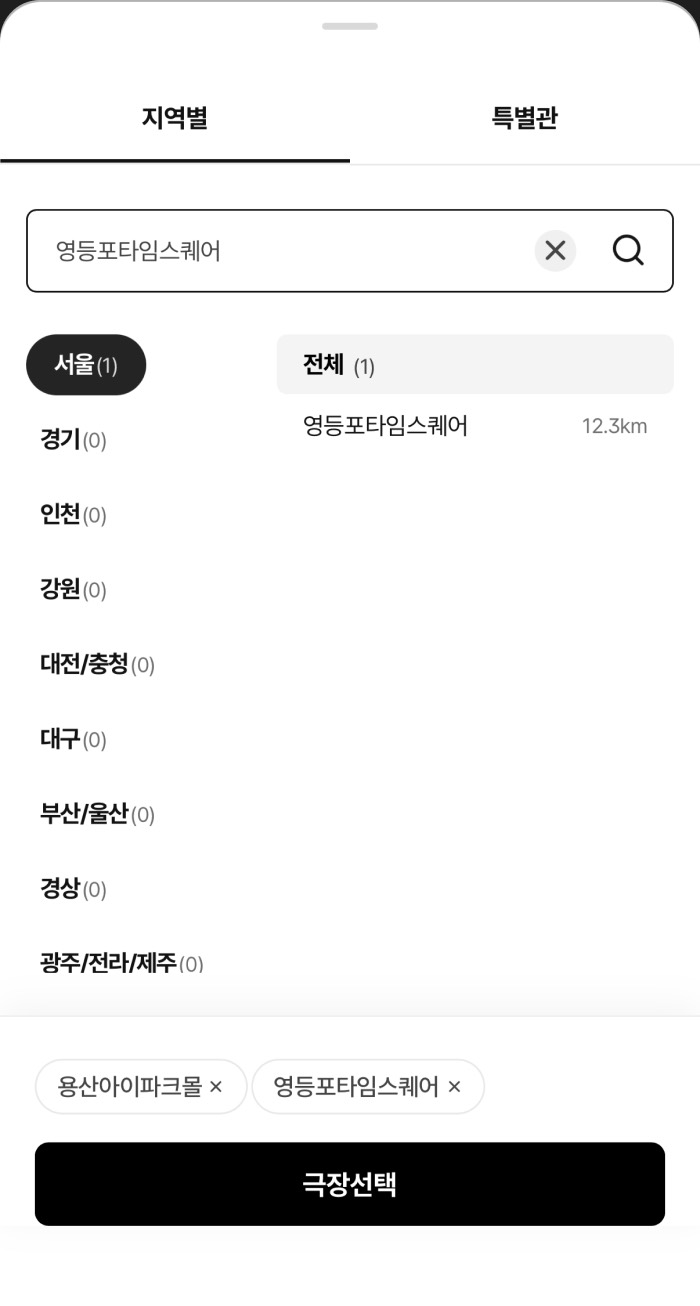 지역별 특별관
영등포타임스퀘어
서울(1) 전체 (1)
영등포타임스퀘어 12.3km
경기(0)
인천(0)
강원(0)
대전/충청(0)
대구(0)
부산/울산(0)
경상(0)
광주/전라/제주(0)
용산아이파크몰 × 영등포타임스퀘어 ×
극장선택